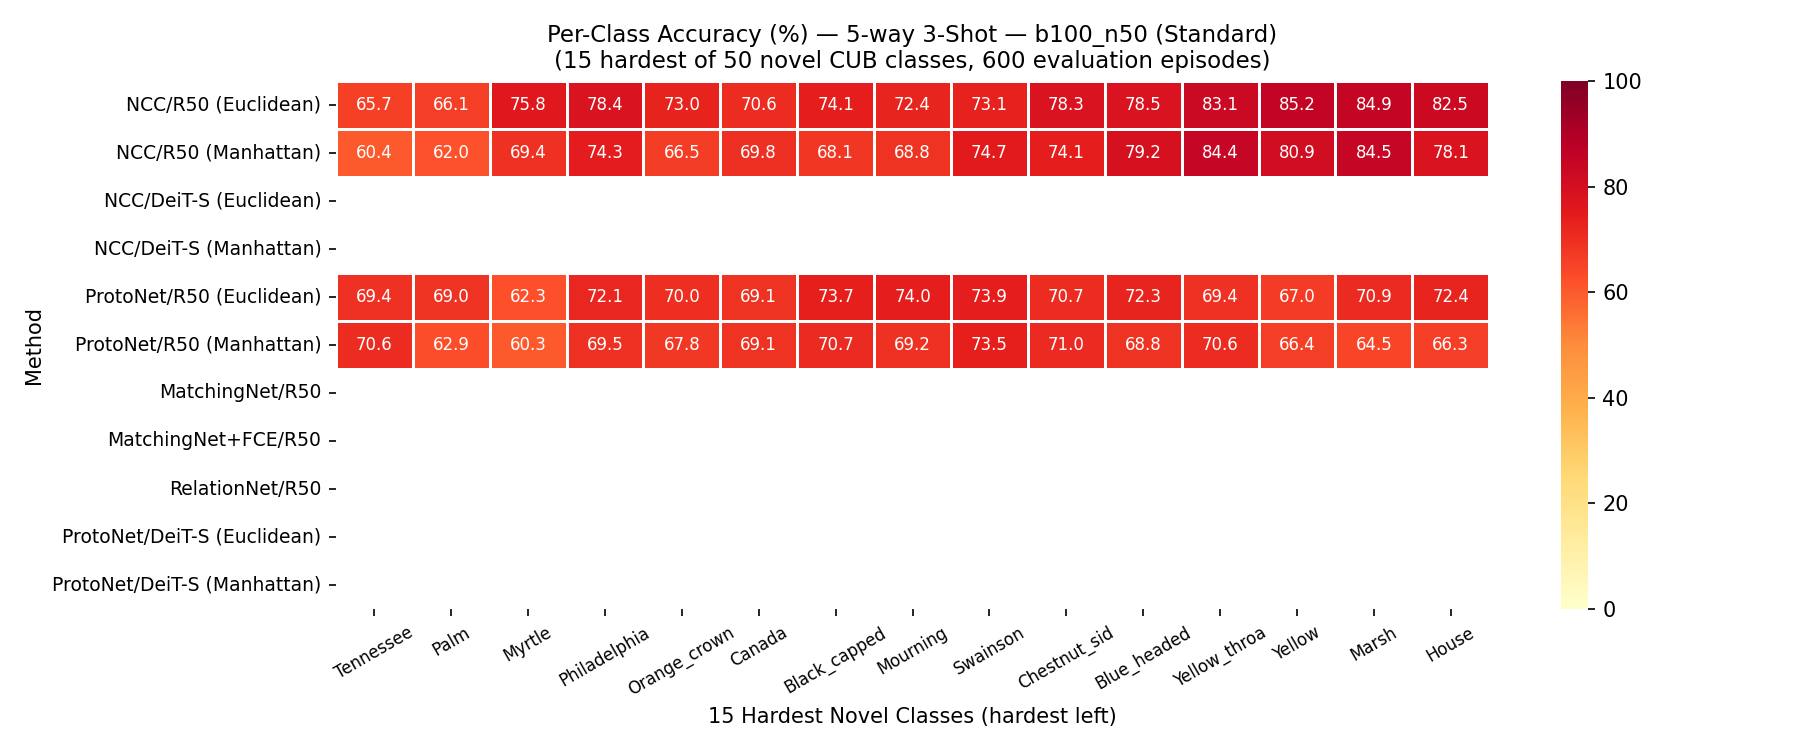 Per-Class Accuracy (%) — 5-way 3-Shot — b100_n50 (Standard)
(15 hardest of 50 novel CUB classes, 600 evaluation episodes)
Method
NCC/R50 (Euclidean) 65.7 66.1 75.8 78.4 73.0 70.6 74.1 72.4 73.1 78.3 78.5 83.1 85.2 84.9 82.5
NCC/R50 (Manhattan) 60.4 62.0 69.4 74.3 66.5 69.8 68.1 68.8 74.7 74.1 79.2 84.4 80.9 84.5 78.1
NCC/DeiT-S (Euclidean)
NCC/DeiT-S (Manhattan)
ProtoNet/R50 (Euclidean) 69.4 69.0 62.3 72.1 70.0 69.1 73.7 74.0 73.9 70.7 72.3 69.4 67.0 70.9 72.4
ProtoNet/R50 (Manhattan) 70.6 62.9 60.3 69.5 67.8 69.1 70.7 69.2 73.5 71.0 68.8 70.6 66.4 64.5 66.3
MatchingNet/R50
MatchingNet+FCE/R50
RelationNet/R50
ProtoNet/DeiT-S (Euclidean)
ProtoNet/DeiT-S (Manhattan)
Tennessee Palm Myrtle Philadelphia Orange_crown Canada Black_capped Mourning Swainson Chestnut_sid Blue_headed Yellow_throa Yellow Marsh House
15 Hardest Novel Classes (hardest left)
100
80
60
40
20
0